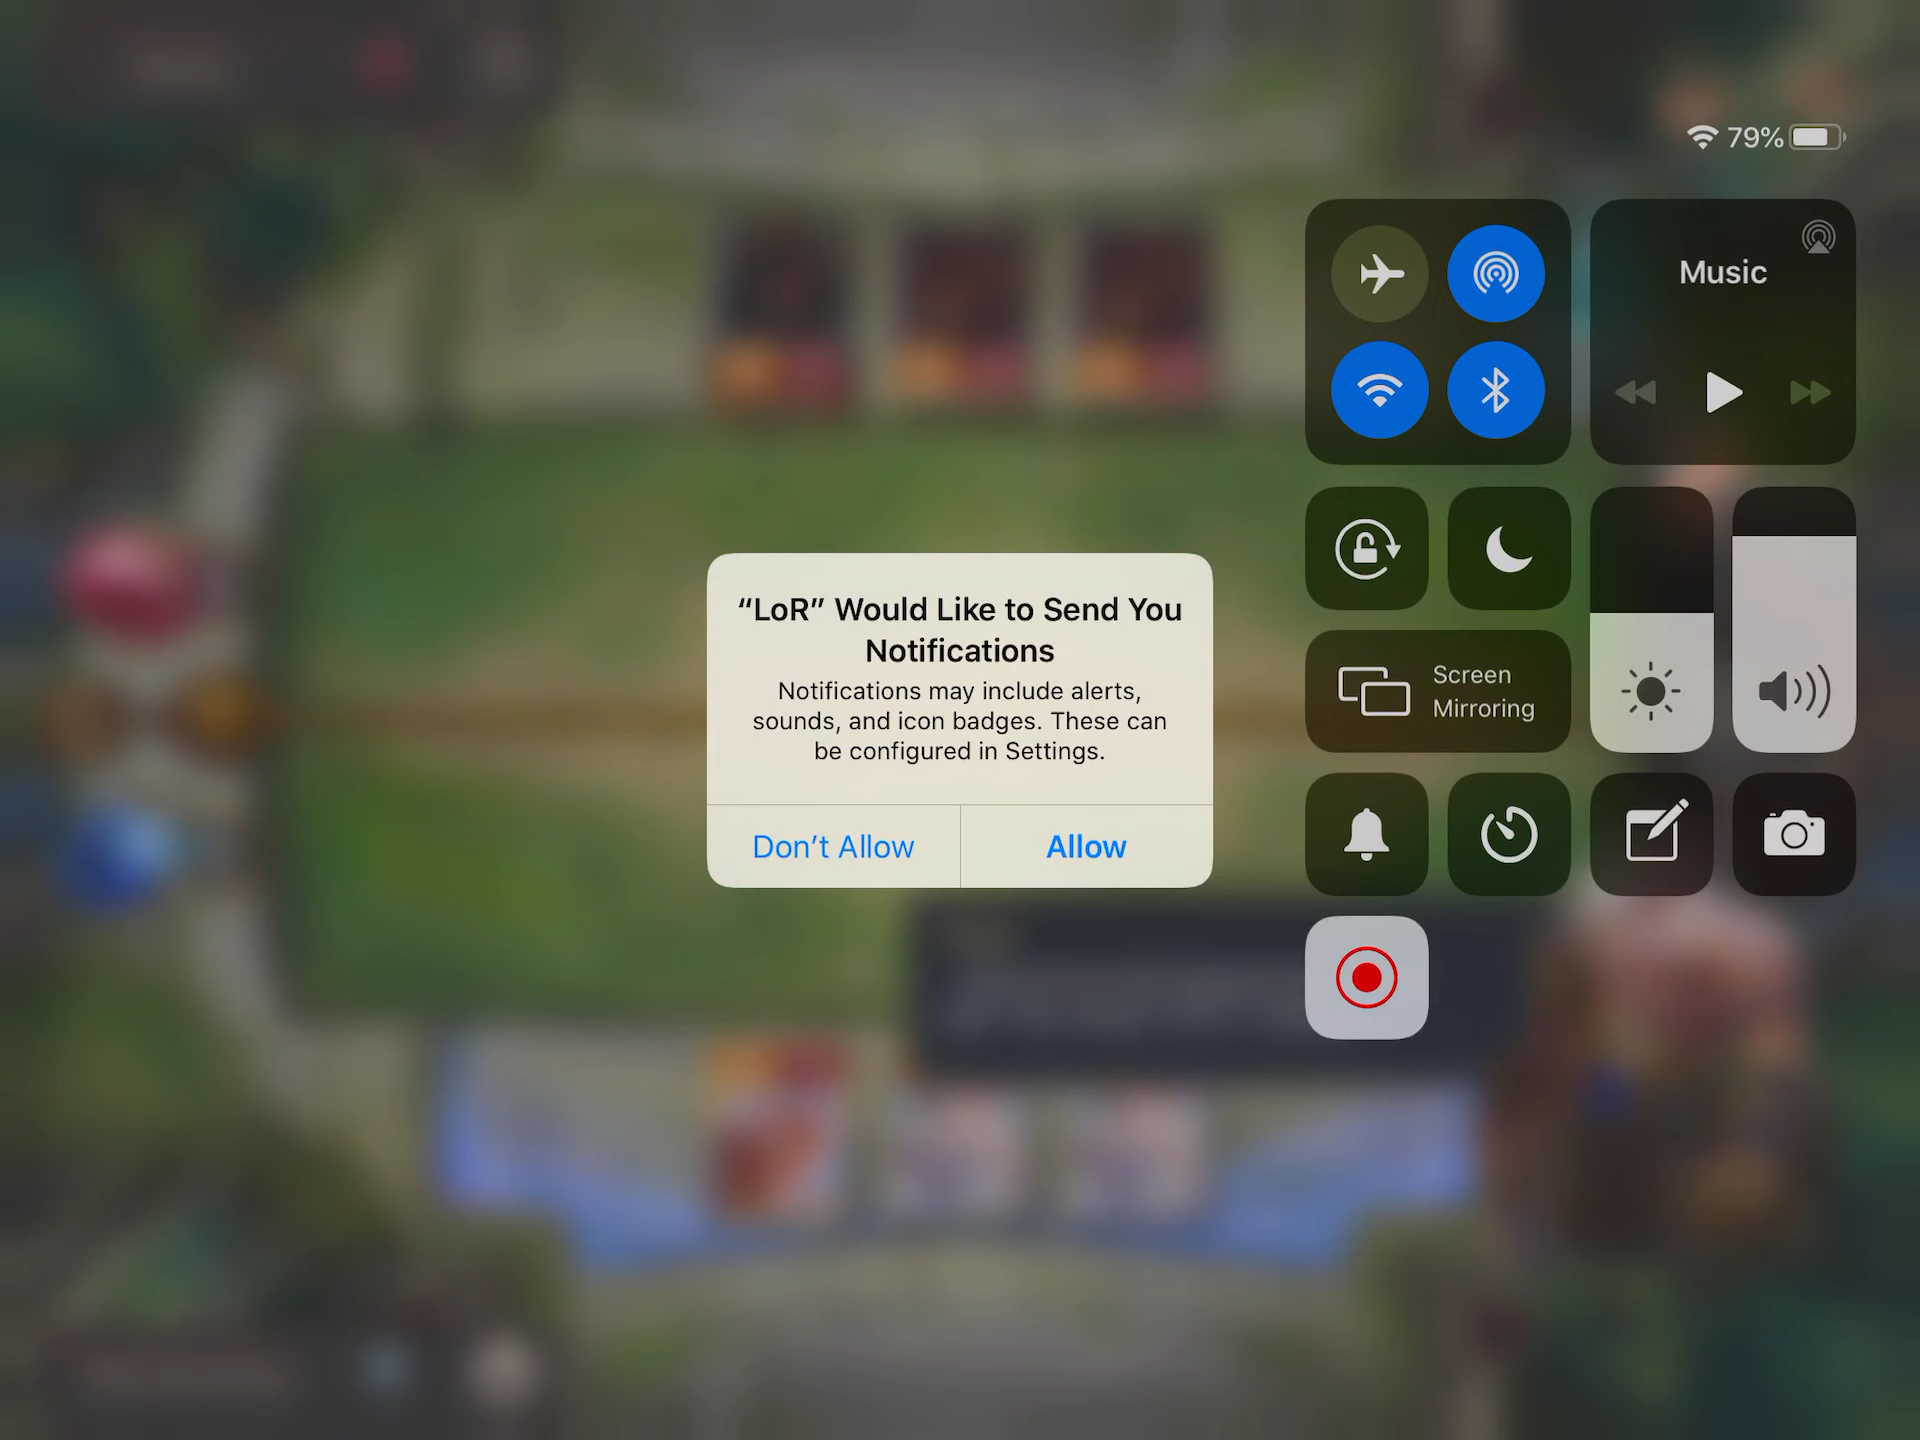 79%
Music
“LoR” Would Like to Send You
Notifications
Notifications may include alerts,
sounds, and icon badges. These can
be configured in Settings.
Don’t Allow
Allow
Screen
Mirroring